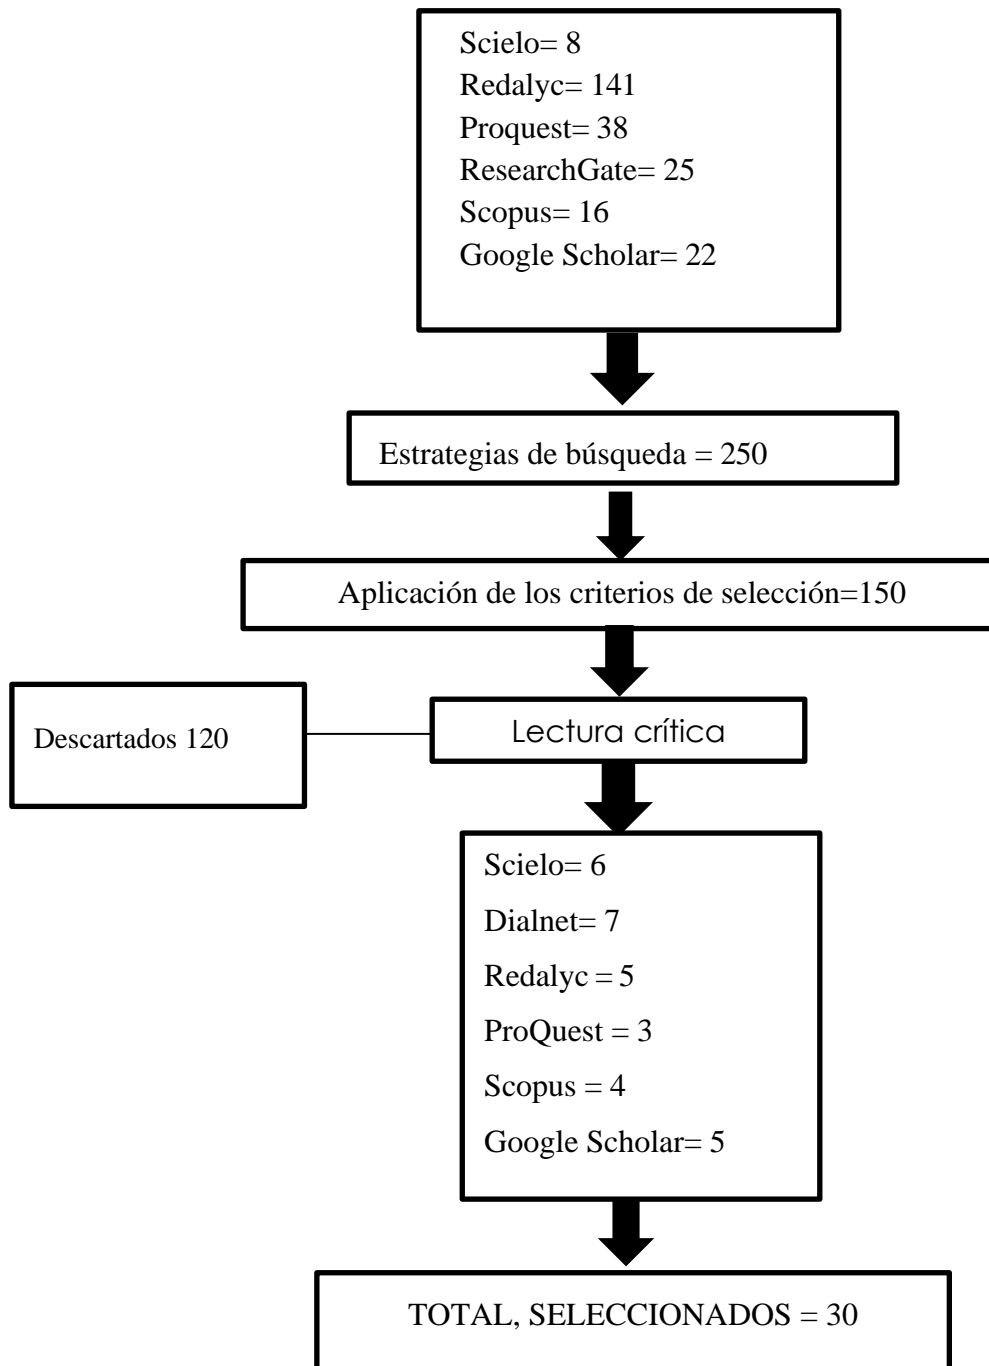 Scielo= 8
Redalyc= 141
Proquest= 38
ResearchGate= 25
Scopus= 16
Google Scholar= 22
Estrategias de búsqueda = 250
Aplicación de los criterios de selección=150
Descartados 120
Lectura crítica
Scielo= 6
Dialnet= 7
Redalyc = 5
ProQuest = 3
Scopus = 4
Google Scholar= 5
TOTAL, SELECCIONADOS = 30